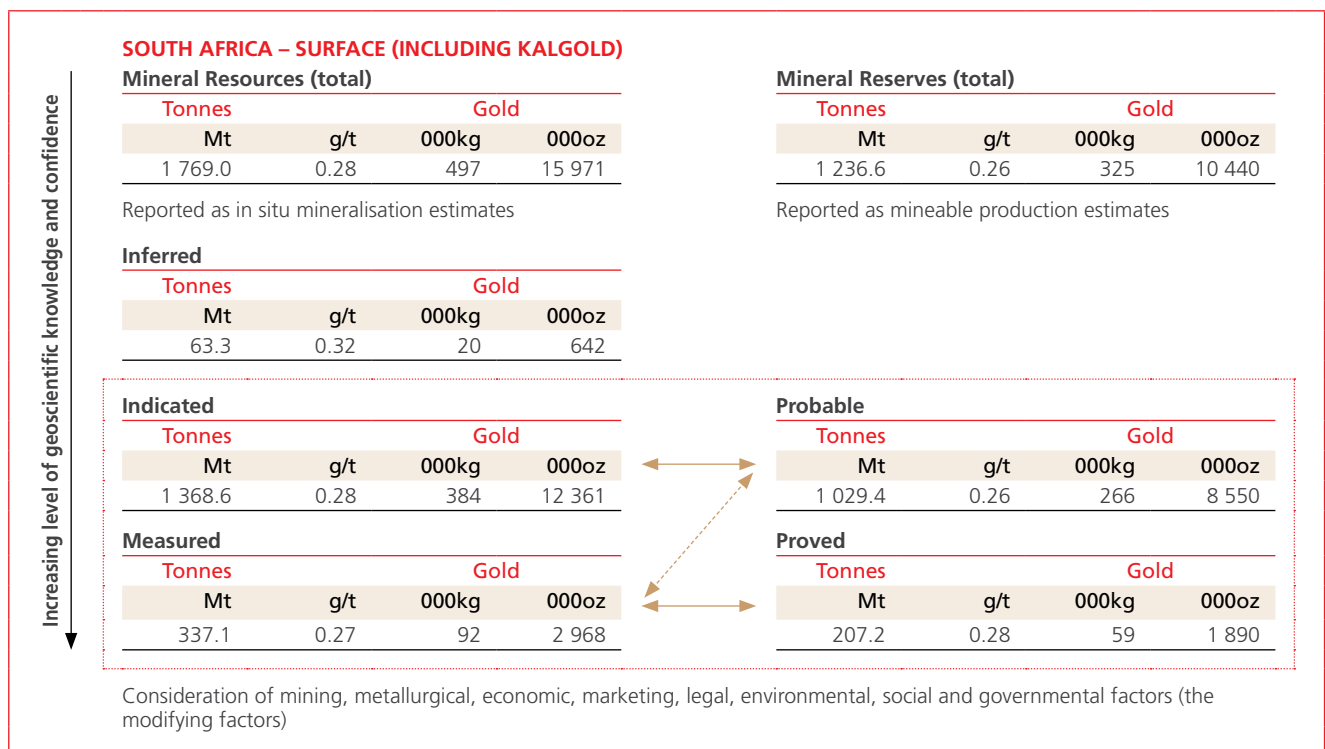 SOUTH AFRICA – SURFACE (INCLUDING KALGOLD)
Increasing level of geoscientific knowledge and confidence
Mineral Resources (total)
Tonnes Gold
Mt g/t 000kg 000oz
1 769.0 0.28 497 15 971
Reported as in situ mineralisation estimates
Mineral Reserves (total)
Tonnes Gold
Mt g/t 000kg 000oz
1 236.6 0.26 325 10 440
Reported as mineable production estimates
Inferred
Tonnes Gold
Mt g/t 000kg 000oz
63.3 0.32 20 642
Indicated
Tonnes Gold
Mt g/t 000kg 000oz
1 368.6 0.28 384 12 361
Probable
Tonnes Gold
Mt g/t 000kg 000oz
1 029.4 0.26 266 8 550
Measured
Tonnes Gold
Mt g/t 000kg 000oz
337.1 0.27 92 2 968
Proved
Tonnes Gold
Mt g/t 000kg 000oz
207.2 0.28 59 1 890
Consideration of mining, metallurgical, economic, marketing, legal, environmental, social and governmental factors (the
modifying factors)